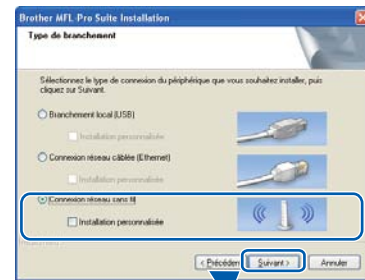 Brother MFL-Pro Suite Installation
Type de branchement
Sélectionnez le type de connexion du périphérique que vous souhaitez installer, puis
cliquez sur Suivant.
Branchement local (USB)
Installation personnalisée
Connexion réseau câblée (Ethernet)
Installation personnalisée
Connexion réseau sans fil
Installation personnalisée
< Précéden
Suivant >
Annuler